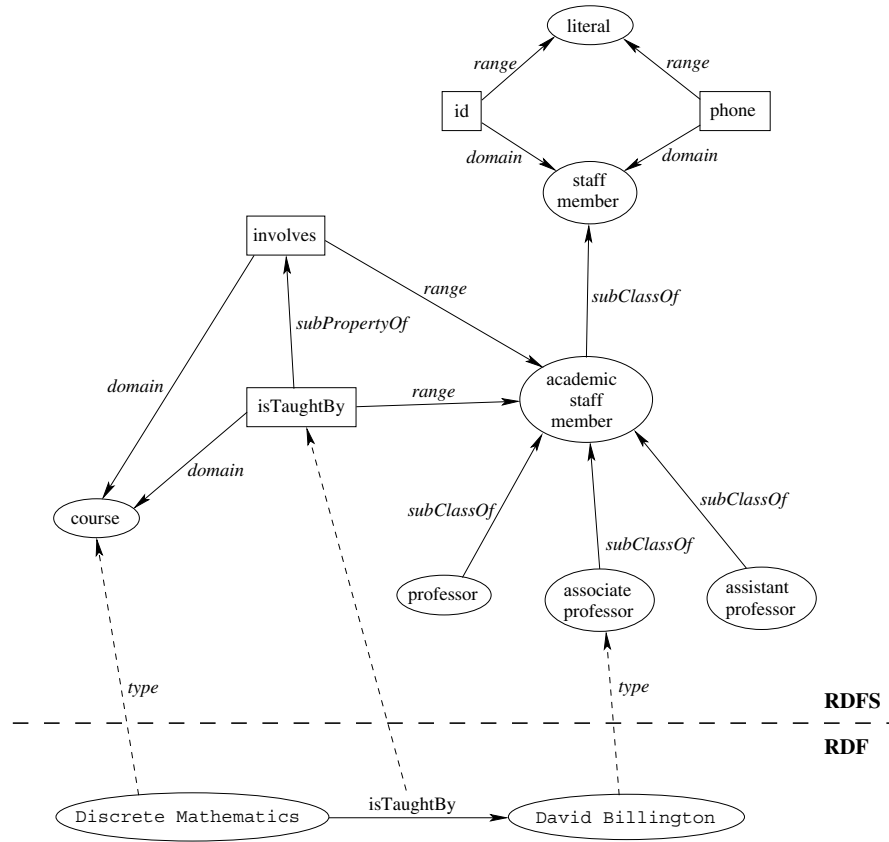 literal
range
range
id
phone
domain
domain
staff
member
involves
range
subClassOf
subPropertyOf
domain
range
academic
staff
member
isTaughtBy
domain
course
subClassOf
subClassOf
subClassOf
professor
associate
professor
assistant
professor
type
type
RDFS
RDF
isTaughtBy
Discrete Mathematics
David Billington